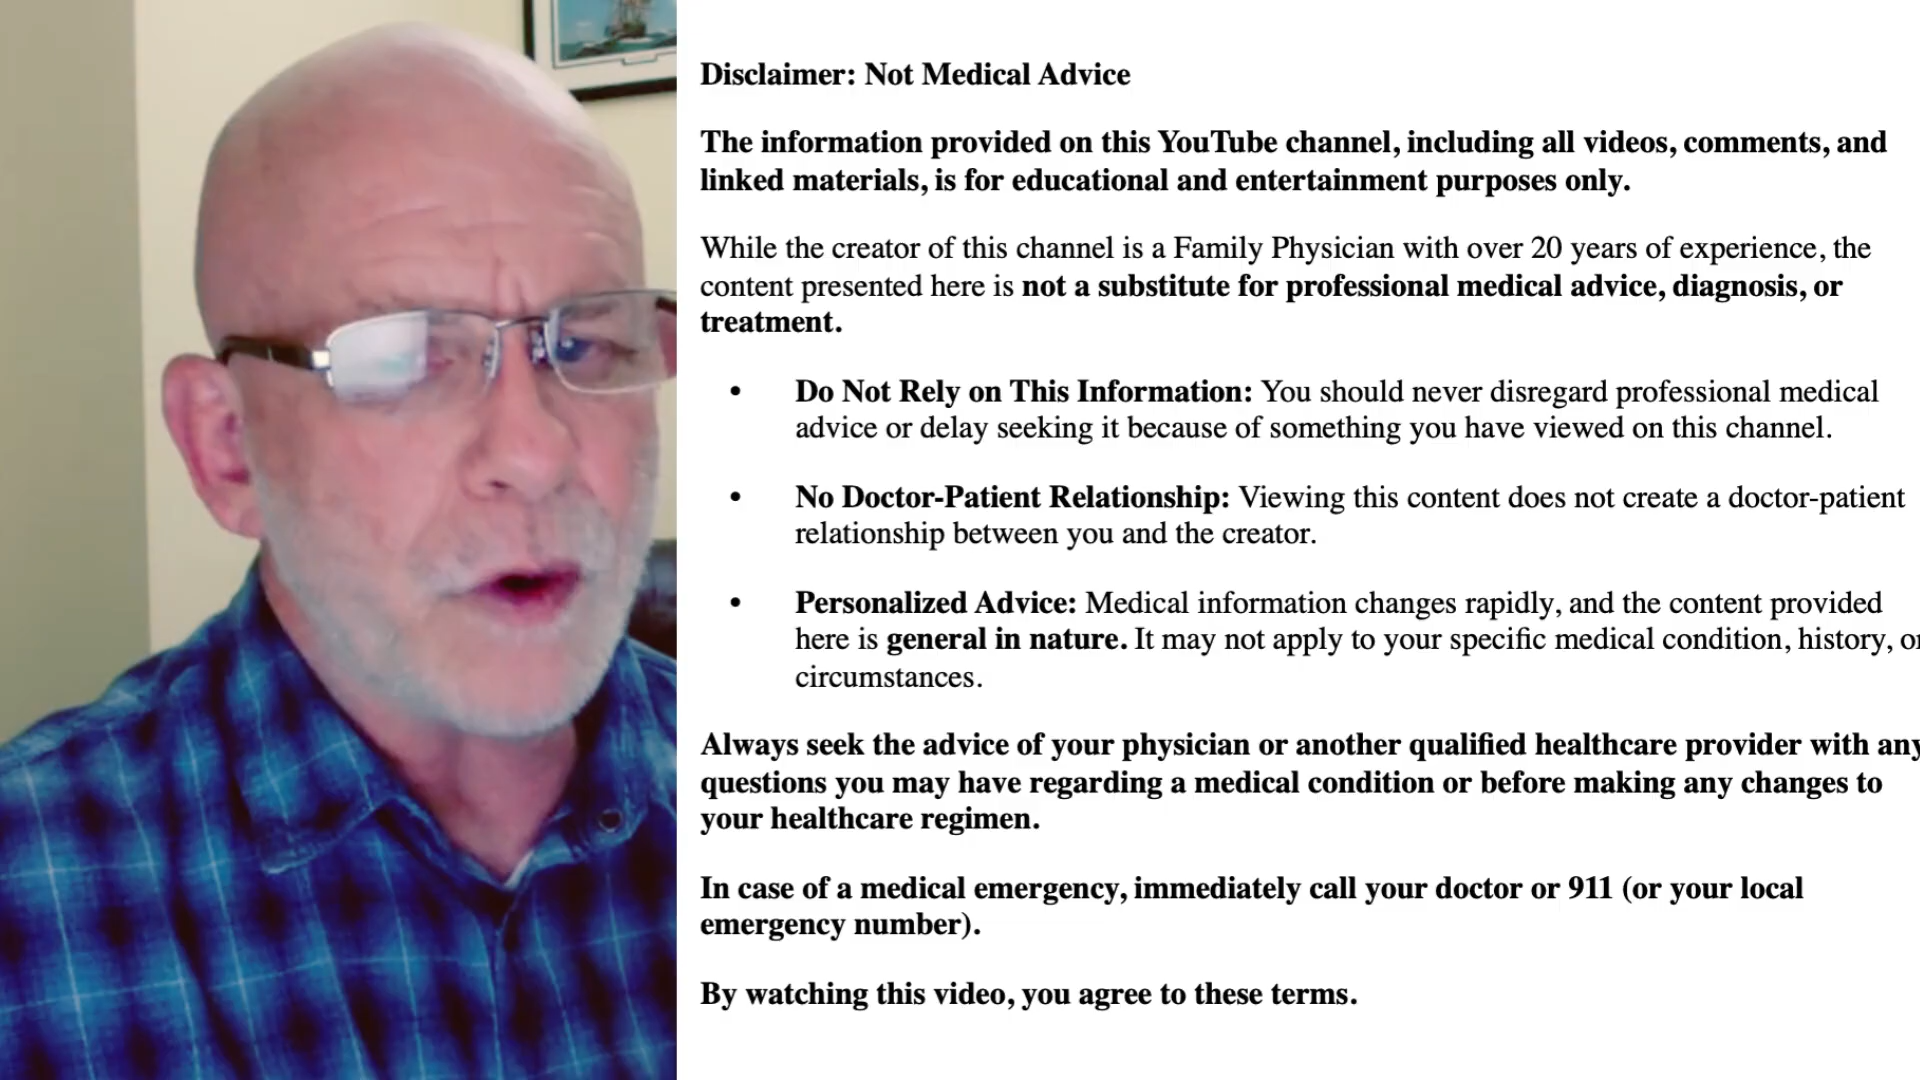 Disclaimer: Not Medical Advice
The information provided on this YouTube channel, including all videos, comments, and
linked materials, is for educational and entertainment purposes only.
While the creator of this channel is a Family Physician with over 20 years of experience, the
content presented here is not a substitute for professional medical advice, diagnosis, or
treatment.
• Do Not Rely on This Information: You should never disregard professional medical
advice or delay seeking it because of something you have viewed on this channel.
• No Doctor-Patient Relationship: Viewing this content does not create a doctor-patient
relationship between you and the creator.
• Personalized Advice: Medical information changes rapidly, and the content provided
here is general in nature. It may not apply to your specific medical condition, history, or
circumstances.
Always seek the advice of your physician or another qualified healthcare provider with any
questions you may have regarding a medical condition or before making any changes to
your healthcare regimen.
In case of a medical emergency, immediately call your doctor or 911 (or your local
emergency number).
By watching this video, you agree to these terms.